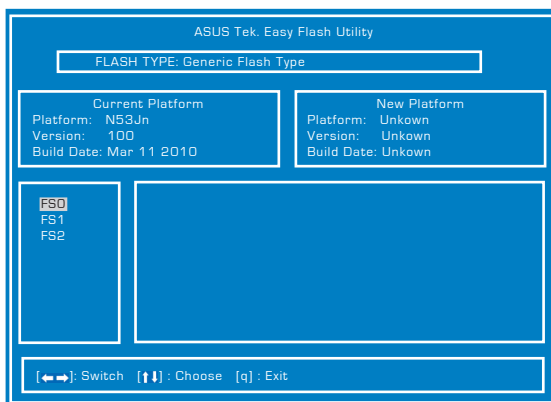 ASUS Tek. Easy Flash Utility
FLASH TYPE: Generic Flash Type
Current Platform
Platform: N53Jn
Version: 100
Build Date: Mar 11 2010
New Platform
Platform: Unkown
Version: Unkown
Build Date: Unkown
FS0
FS1
FS2
[←→]: Switch [↑↓] : Choose [q] : Exit